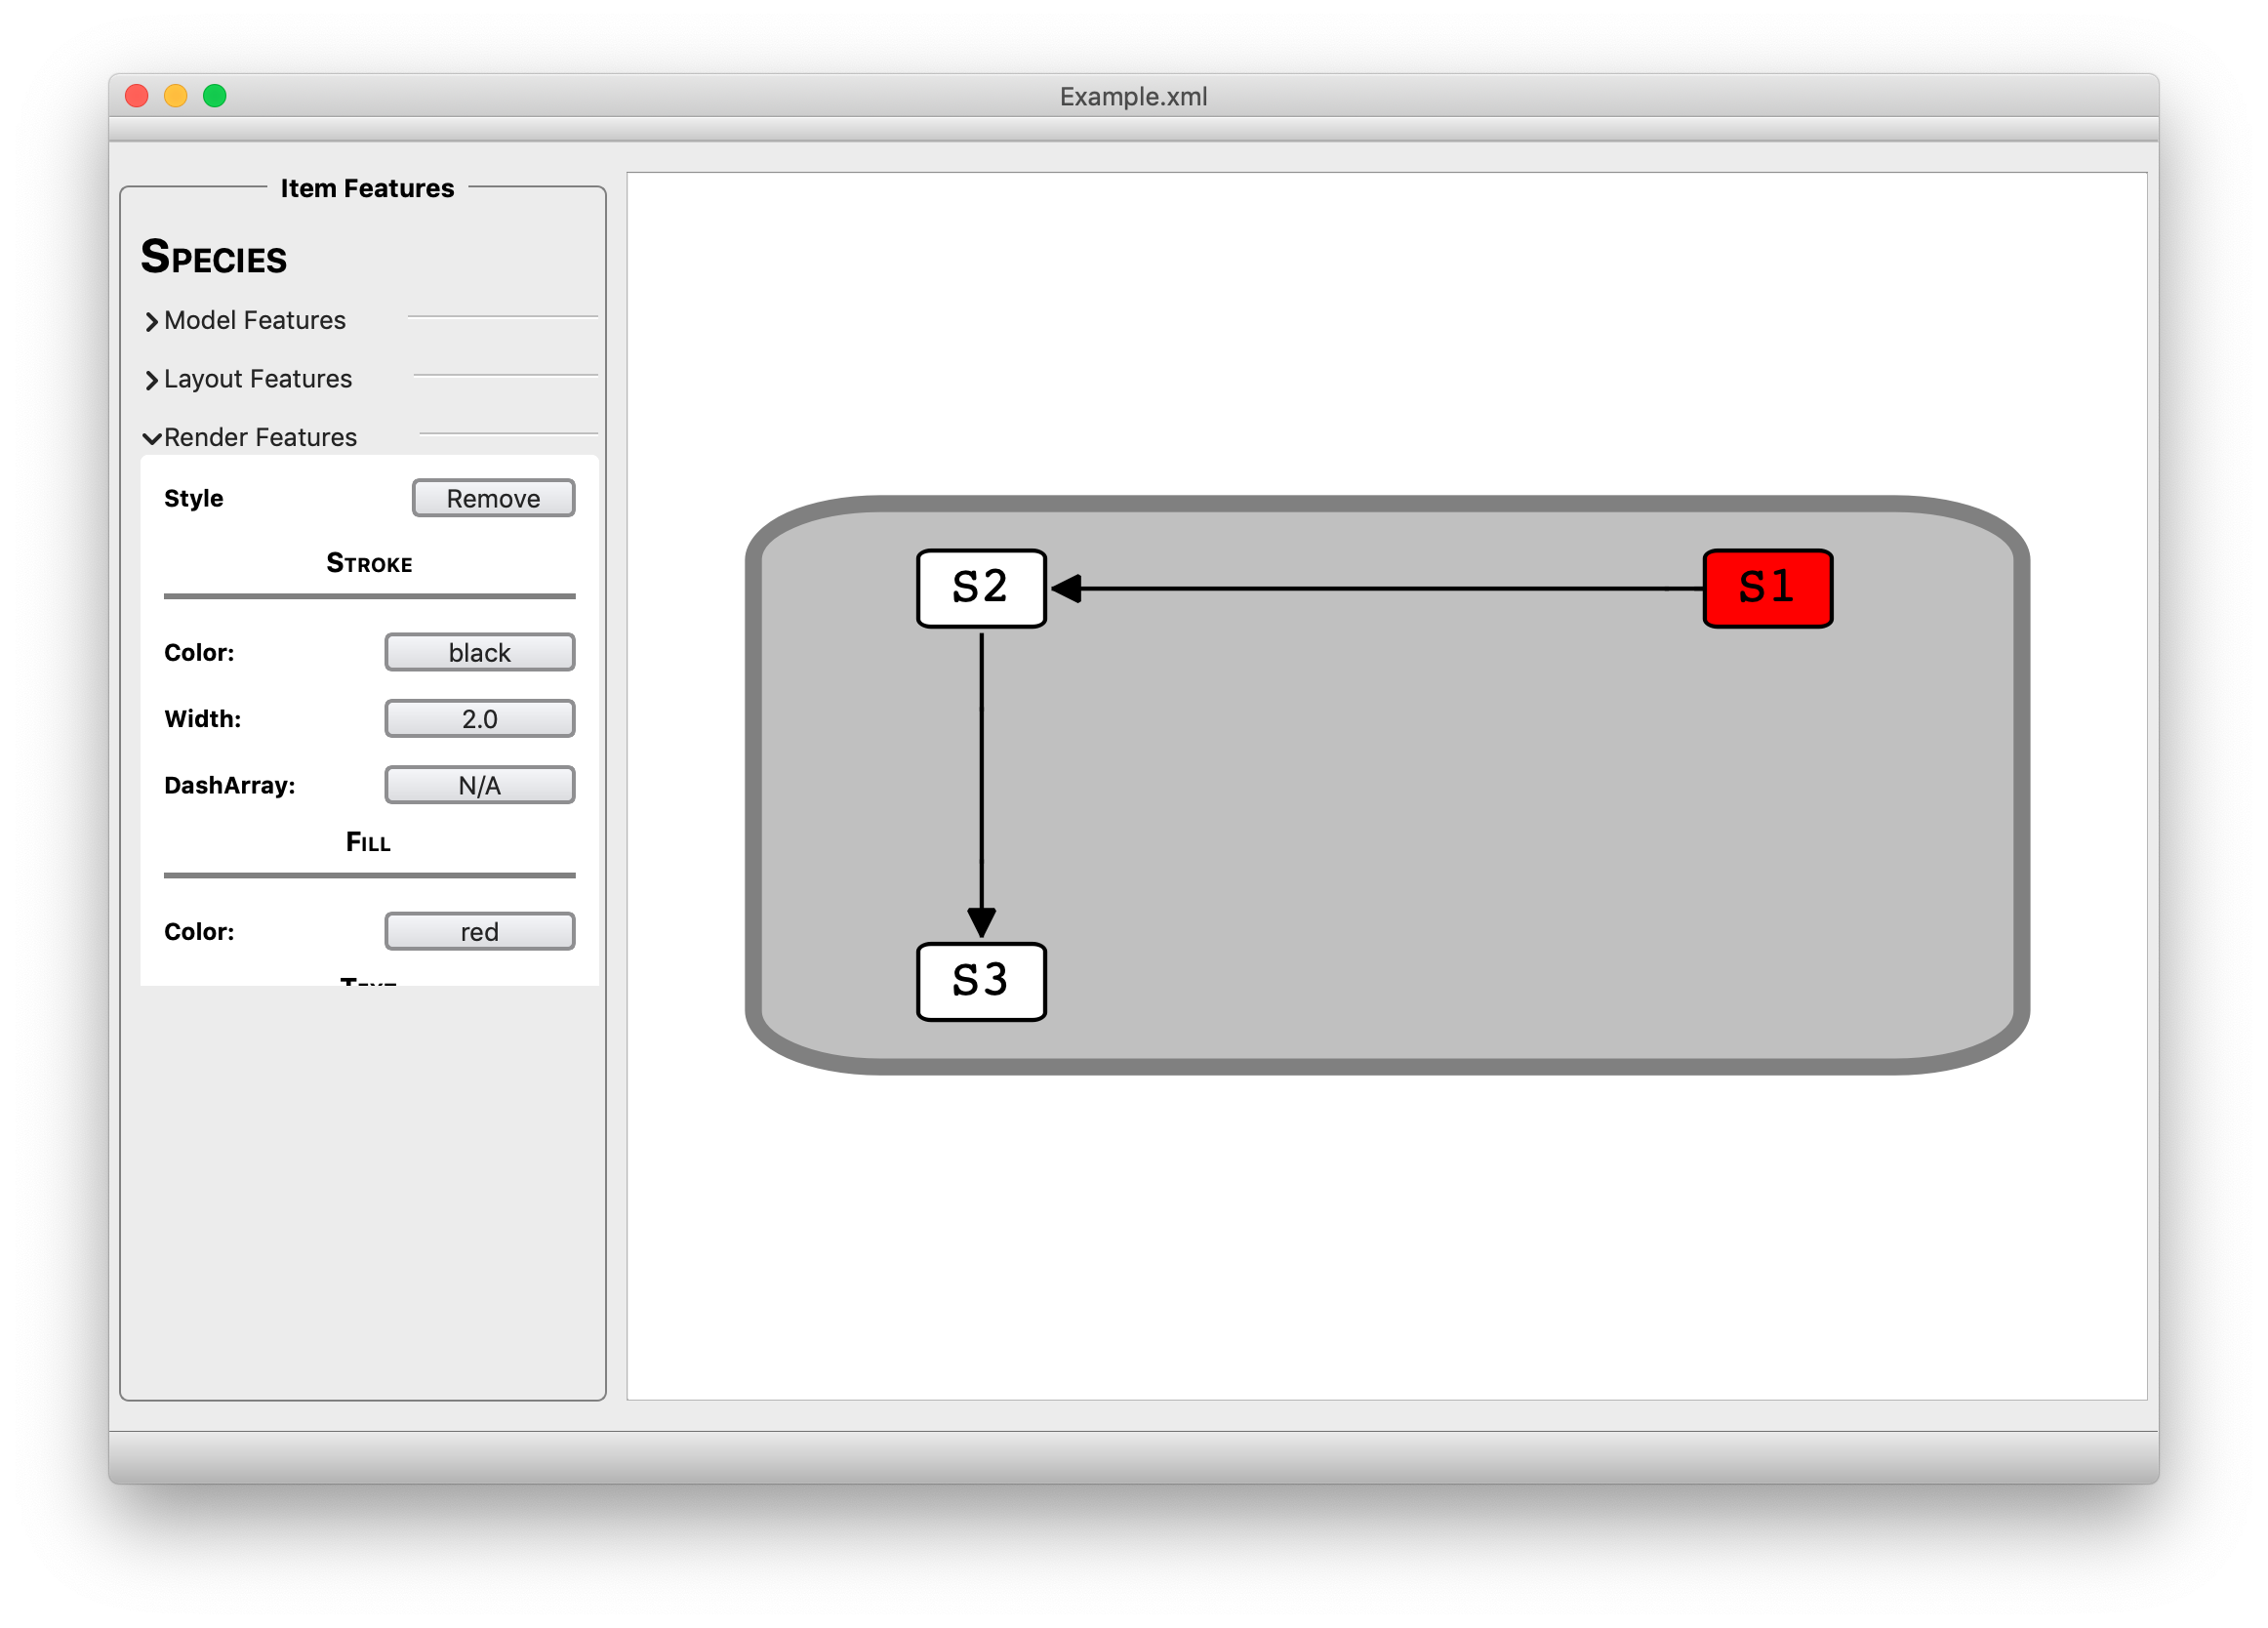 Example.xml
Item Features
Species
Model Features
Layout Features
Render Features
Style Remove
Stroke
Color: black
Width: 2.0
DashArray: N/A
Fill
Color: red
S2 S1
S3